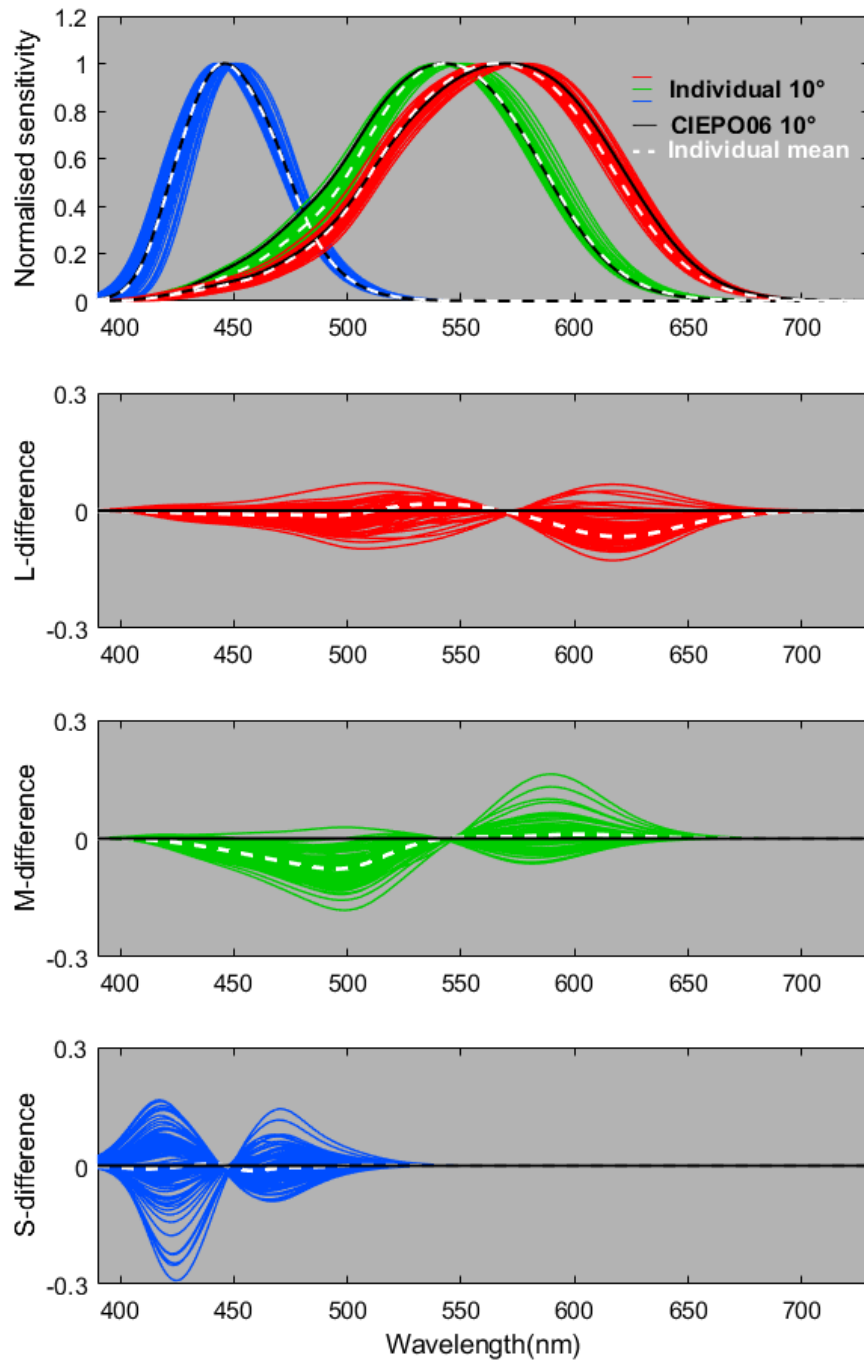 Normalised sensitivity
1.2
1
0.8
0.6
0.4
0.2
0
Individual 10°
CIEPO06 10°
Individual mean
400 450 500 550 600 650 700
L-difference
0.3
0
-0.3
400 450 500 550 600 650 700
M-difference
0.3
0
-0.3
400 450 500 550 600 650 700
S-difference
0.3
0
-0.3
400 450 500 550 600 650 700
Wavelength(nm)